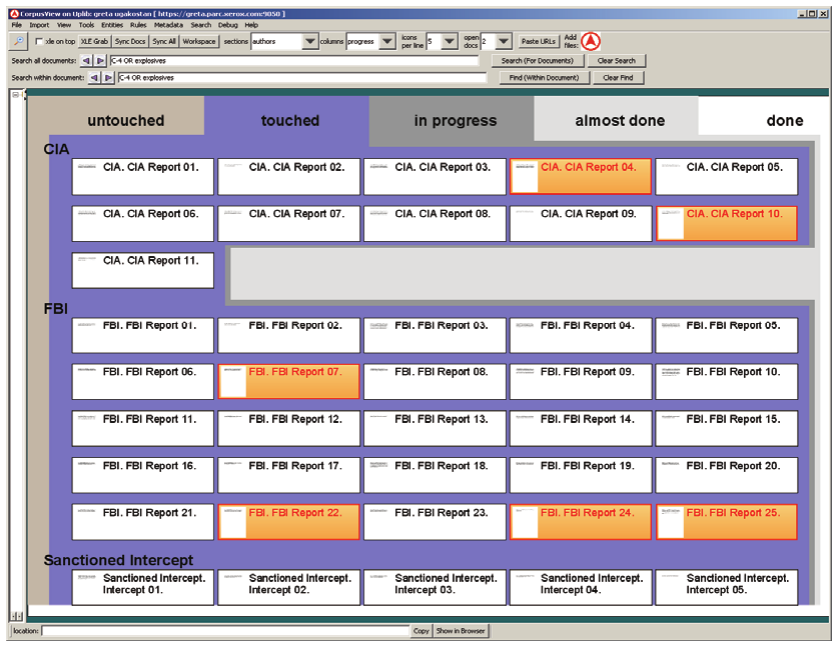 CorpusView on Uplib: greta ugakostan [ https://greta.parc.xerox.com:9050 ]
File Import View Tools Entities Rules Metadata Search Debug Help
xle on top XLE Grab Sync Docs Sync All Workspace sections authors columns progress icons per line 5 open docs 2 Paste URLs Add files:
Search all documents: C-4 OR explosives Search (For Documents) Clear Search
Search within document: C-4 OR explosives Find (Within Document) Clear Find
untouched touched in progress almost done done
CIA
CIA. CIA Report 01. CIA. CIA Report 02. CIA. CIA Report 03. CIA. CIA Report 04. CIA. CIA Report 05.
CIA. CIA Report 06. CIA. CIA Report 07. CIA. CIA Report 08. CIA. CIA Report 09. CIA. CIA Report 10.
CIA. CIA Report 11.
FBI
FBI. FBI Report 01. FBI. FBI Report 02. FBI. FBI Report 03. FBI. FBI Report 04. FBI. FBI Report 05.
FBI. FBI Report 06. FBI. FBI Report 07. FBI. FBI Report 08. FBI. FBI Report 09. FBI. FBI Report 10.
FBI. FBI Report 11. FBI. FBI Report 12. FBI. FBI Report 13. FBI. FBI Report 14. FBI. FBI Report 15.
FBI. FBI Report 16. FBI. FBI Report 17. FBI. FBI Report 18. FBI. FBI Report 19. FBI. FBI Report 20.
FBI. FBI Report 21. FBI. FBI Report 22. FBI. FBI Report 23. FBI. FBI Report 24. FBI. FBI Report 25.
Sanctioned Intercept
Sanctioned Intercept. Sanctioned Intercept. Sanctioned Intercept. Sanctioned Intercept. Sanctioned Intercept.
Intercept 01. Intercept 02. Intercept 03. Intercept 04. Intercept 05.
location: Copy Show in Browser